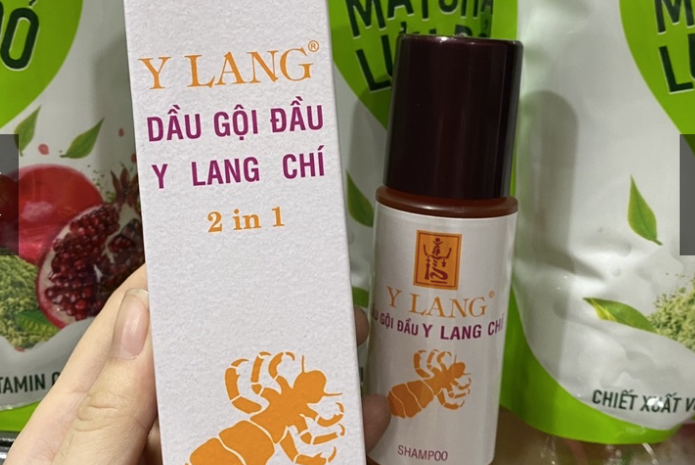 Y LANG®
DẦU GỘI ĐẦU
Y LANG CHÍ
2 in 1
Y LANG®
GỘI ĐẦU Y LANG CHÍ
SHAMPOO
MATCHA
CHIẾT XUẤT